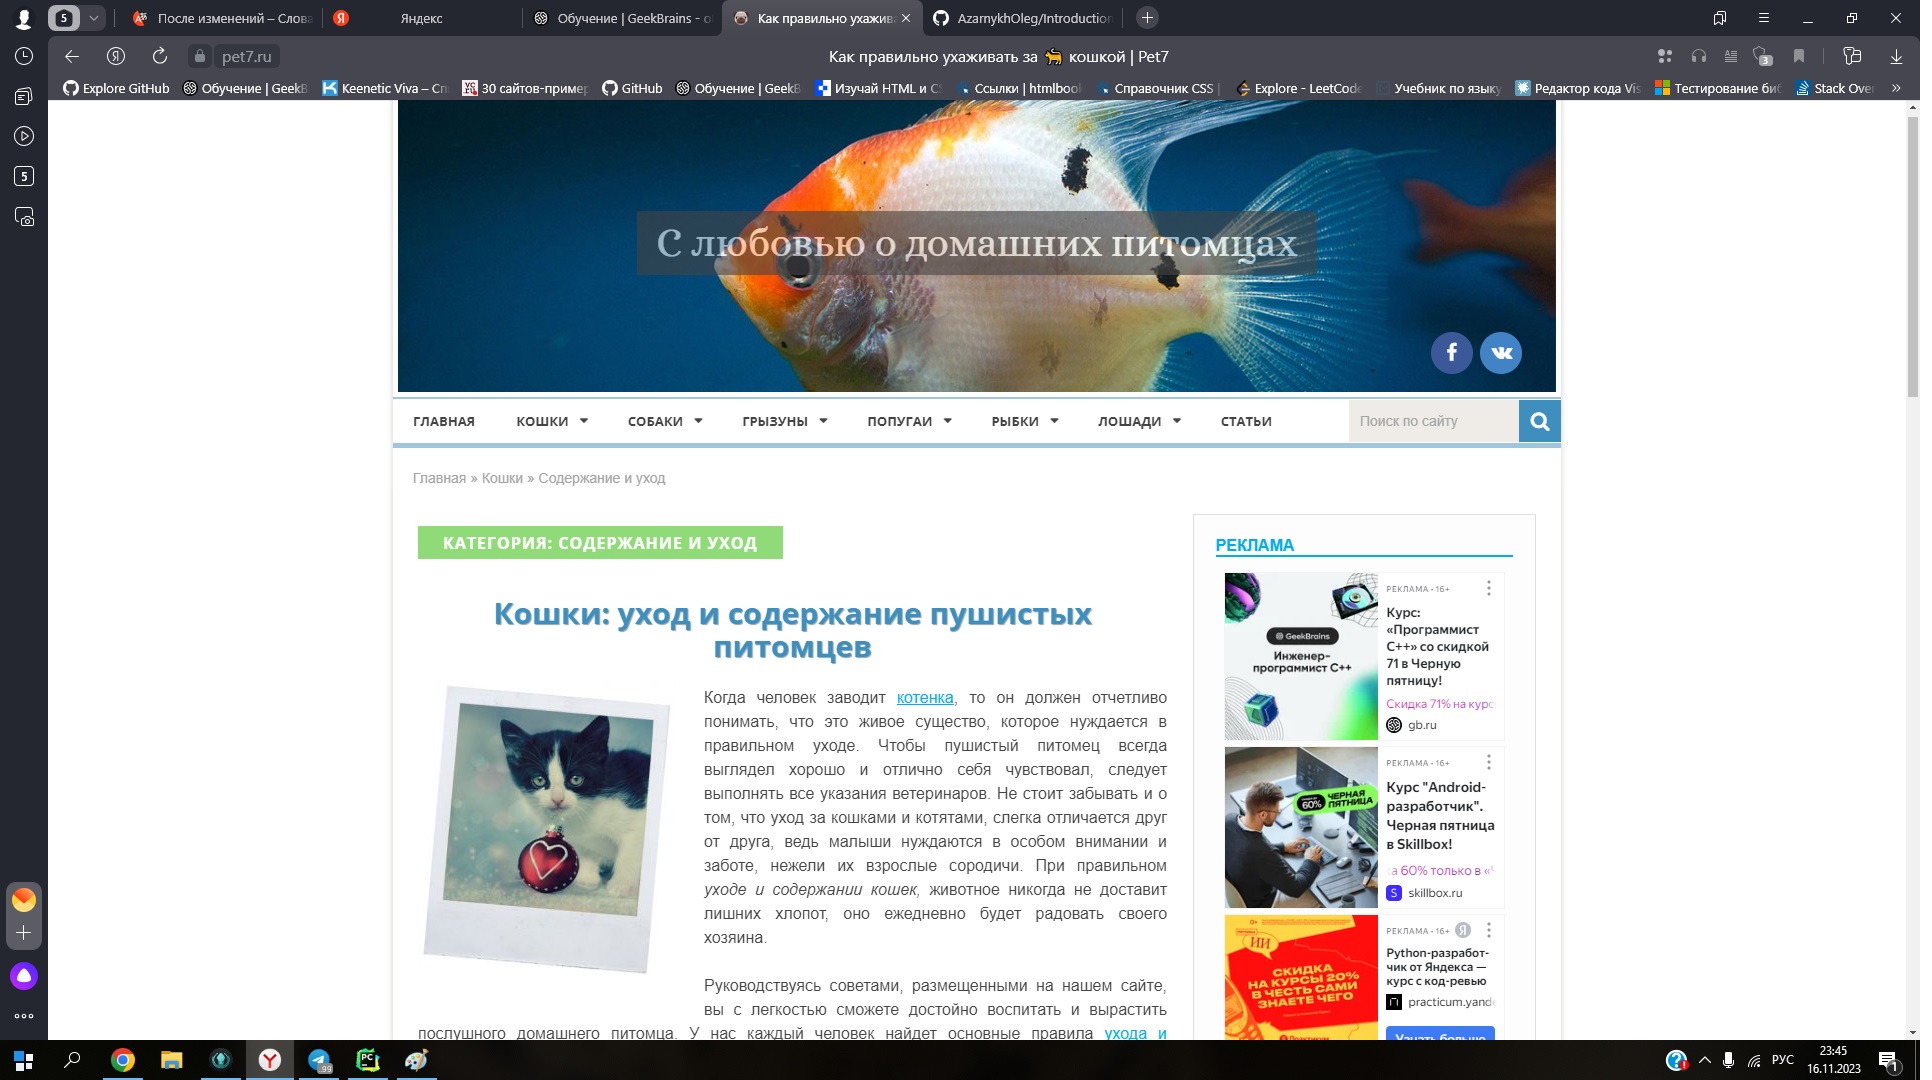 5
После изменений – Слова
Яндекс
Обучение | GeekBrains - о
Как правильно ухажив
AzarnykhOleg/Introduction
pet7.ru
Как правильно ухаживать за кошкой | Pet7
3
Explore GitHub
Обучение | GeekB
Keenetic Viva – Сп
30 сайтов-пример
GitHub
Обучение | GeekB
Изучай HTML и C
Ссылки | htmlbook
Справочник CSS |
Explore - LeetCode
Учебник по языку
Редактор кода Vis
Тестирование би
Stack Over
»
5
С любовью о домашних питомцах
ГЛАВНАЯ
КОШКИ
СОБАКИ
ГРЫЗУНЫ
ПОПУГАИ
РЫБКИ
ЛОШАДИ
СТАТЬИ
Поиск по сайту
Главная » Кошки » Содержание и уход
КАТЕГОРИЯ: СОДЕРЖАНИЕ И УХОД
Кошки: уход и содержание пушистых
питомцев
Когда человек заводит котенка, то он должен отчетливо
понимать, что это живое существо, которое нуждается в
правильном уходе. Чтобы пушистый питомец всегда
выглядел хорошо и отлично себя чувствовал, следует
выполнять все указания ветеринаров. Не стоит забывать и о
том, что уход за кошками и котятами, слегка отличается друг
от друга, ведь малыши нуждаются в особом внимании и
заботе, нежели их взрослые сородичи. При правильном
уходе и содержании кошек, животное никогда не доставит
лишних хлопот, оно ежедневно будет радовать своего
хозяина.
Руководствуясь советами, размещенными на нашем сайте,
вы с легкостью сможете достойно воспитать и вырастить
послушного домашнего питомца. У нас каждый человек найдет основные правила ухода и
РЕКЛАМА
GeekBrains
Инженер-
программист C++
РЕКЛАМА • 16+
Курс:
«Программист
C++» со скидкой
71 в Черную
пятницу!
Скидка 71% на курс
gb.ru
60%
ЧЕРНАЯ
ПЯТНИЦА
РЕКЛАМА • 16+
Курс "Android-
разработчик".
Черная пятница
в Skillbox!
а 60% только в «Ч
skillbox.ru
ИИ
СКИДКА
НА КУРСЫ 20%
В ЧЕСТЬ САМИ
ЗНАЕТЕ ЧЕГО
Практикум
РЕКЛАМА • 16+
Python-разработ-
чик от Яндекса —
курс с код-ревью
practicum.yande
Узнать больше
99
РУС
23:45
16.11.2023
1